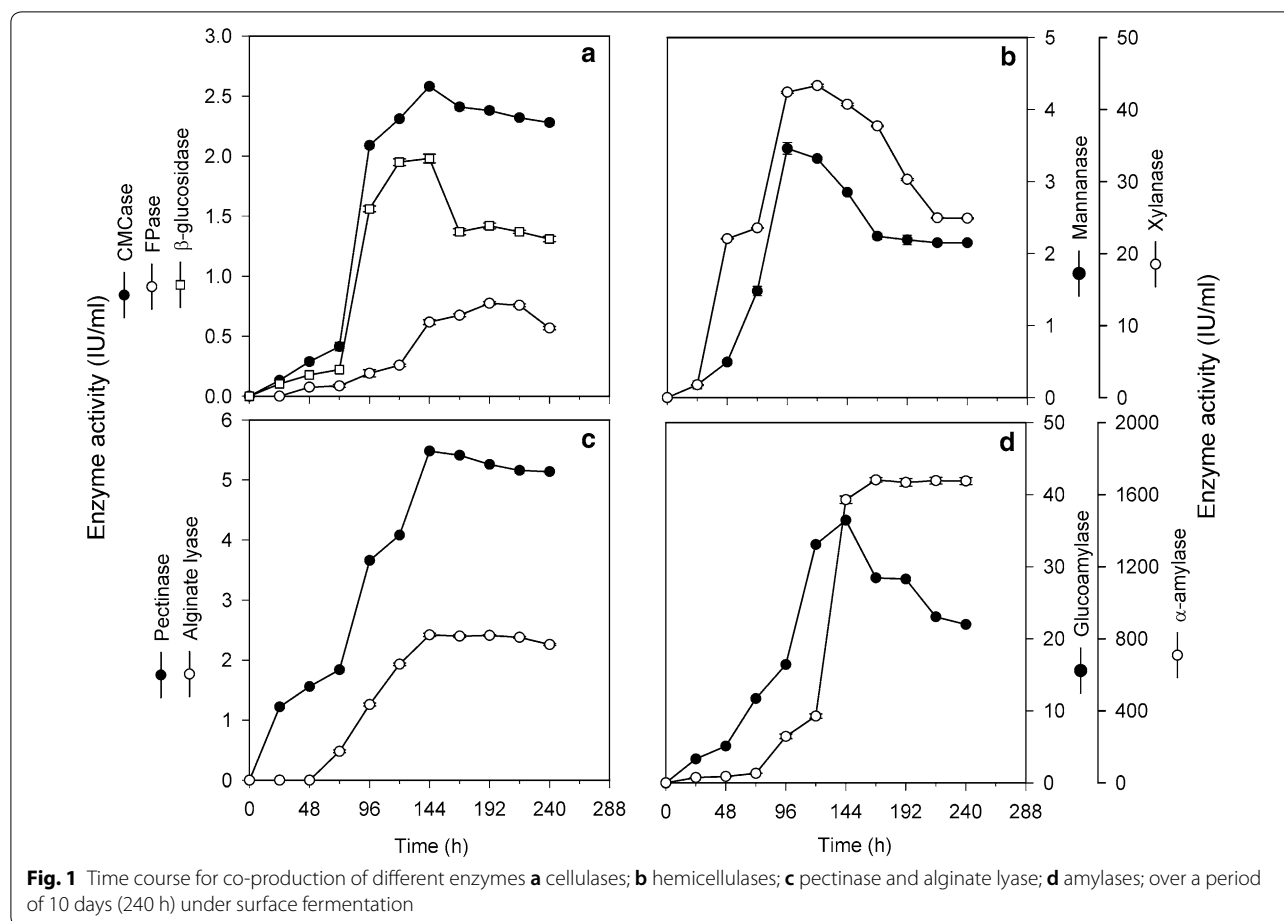 a
3.0
2.5
2.0
1.5
1.0
0.5
0.0
CMCase
FPase
β-glucosidase
Enzyme activity (IU/ml)
b
5
4
3
2
1
0
Mannanase
50
40
30
20
10
0
Xylanase
Enzyme activity (IU/ml)
c
6
5
4
3
2
1
0
Pectinase
Alginate lyase
0 48 96 144 192 240 288
Time (h)
d
50
40
30
20
10
0
Glucoamylase
2000
1600
1200
800
400
0
α-amylase
0 48 96 144 192 240 288
Time (h)
Fig. 1 Time course for co-production of different enzymes a cellulases; b hemicellulases; c pectinase and alginate lyase; d amylases; over a period
of 10 days (240 h) under surface fermentation